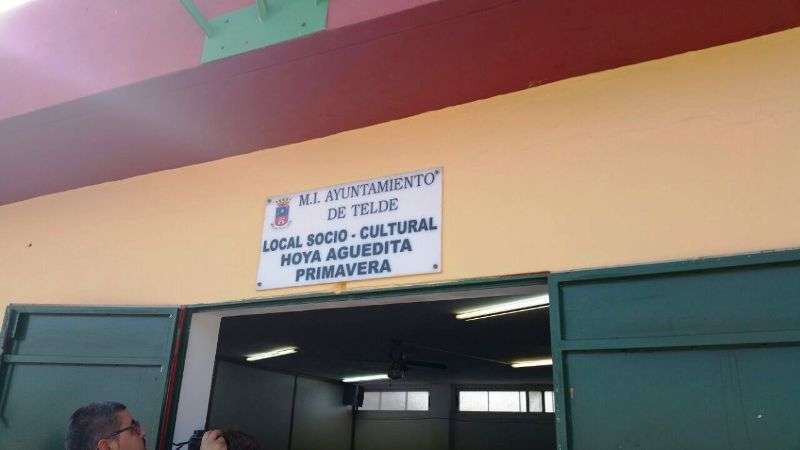 M.I. AYUNTAMIENTO
DE TELDE
LOCAL SOCIO - CULTURAL
HOYA AGUEDITA
PRIMAVERA